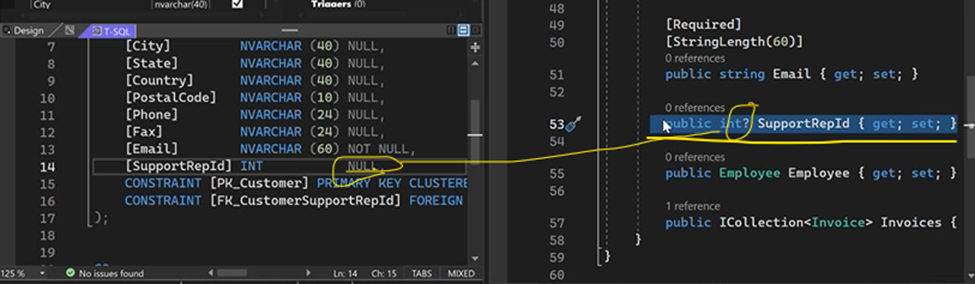 City nvarchar(40)
Triggers (0)
Design T-SQL
7 [City] NVARCHAR (40) NULL,
8 [State] NVARCHAR (40) NULL,
9 [Country] NVARCHAR (40) NULL,
10 [PostalCode] NVARCHAR (10) NULL,
11 [Phone] NVARCHAR (24) NULL,
12 [Fax] NVARCHAR (24) NULL,
13 [Email] NVARCHAR (60) NOT NULL,
14 [SupportRepId] INT NULL,
15 CONSTRAINT [PK_Customer] PRIMARY KEY CLUSTERE
16 CONSTRAINT [FK_CustomerSupportRepId] FOREIGN
17 );
18
19
125 % No issues found Ln: 14 Ch: 15 TABS MIXED
48
49 [Required]
50 [StringLength(60)]
0 references
51 public string Email { get; set; }
52
0 references
53 public int? SupportRepId { get; set; }
54
0 references
55 public Employee Employee { get; set; }
56
1 reference
57 public ICollection<Invoice> Invoices {
58 }
59 }
60